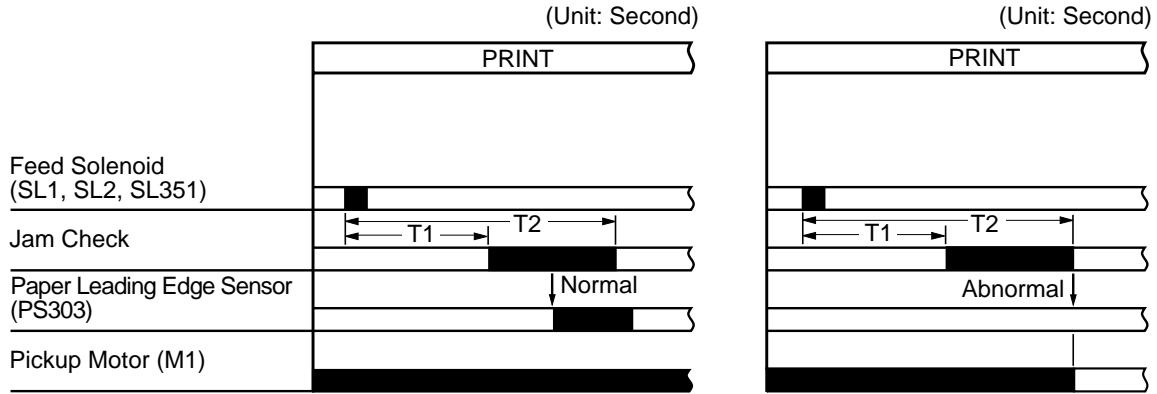 (Unit: Second)
(Unit: Second)
PRINT
PRINT
Feed Solenoid
(SL1, SL2, SL351)
T2
T2
Jam Check
T1
T1
Paper Leading Edge Sensor
(PS303)
Normal
Abnormal
Pickup Motor (M1)